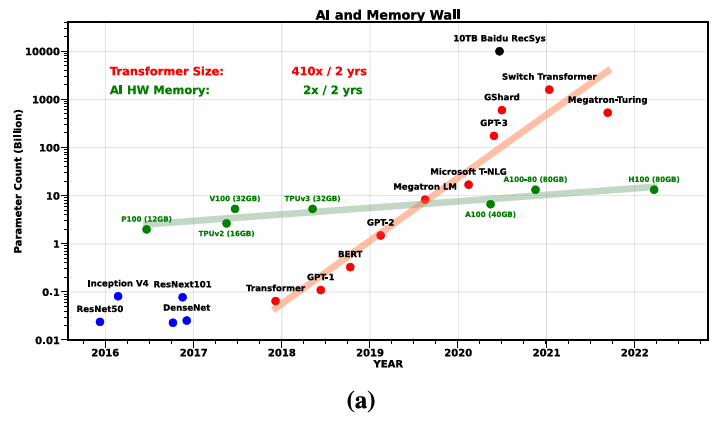 AI and Memory Wall
10TB Baidu RecSys
Transformer Size: 410x / 2 yrs
AI HW Memory: 2x / 2 yrs
Switch Transformer
GShard
Megatron-Turing
GPT-3
Microsoft T-NLG
A100-80 (80GB)
H100 (80GB)
Megatron LM
V100 (32GB)
TPUv3 (32GB)
P100 (12GB)
TPUv2 (16GB)
A100 (40GB)
GPT-2
BERT
GPT-1
Transformer
Inception V4
ResNext101
ResNet50
DenseNet
Parameter Count (Billion)
10000
1000
100
10
1
0.1
0.01
2016 2017 2018 2019 2020 2021 2022
YEAR
(a)